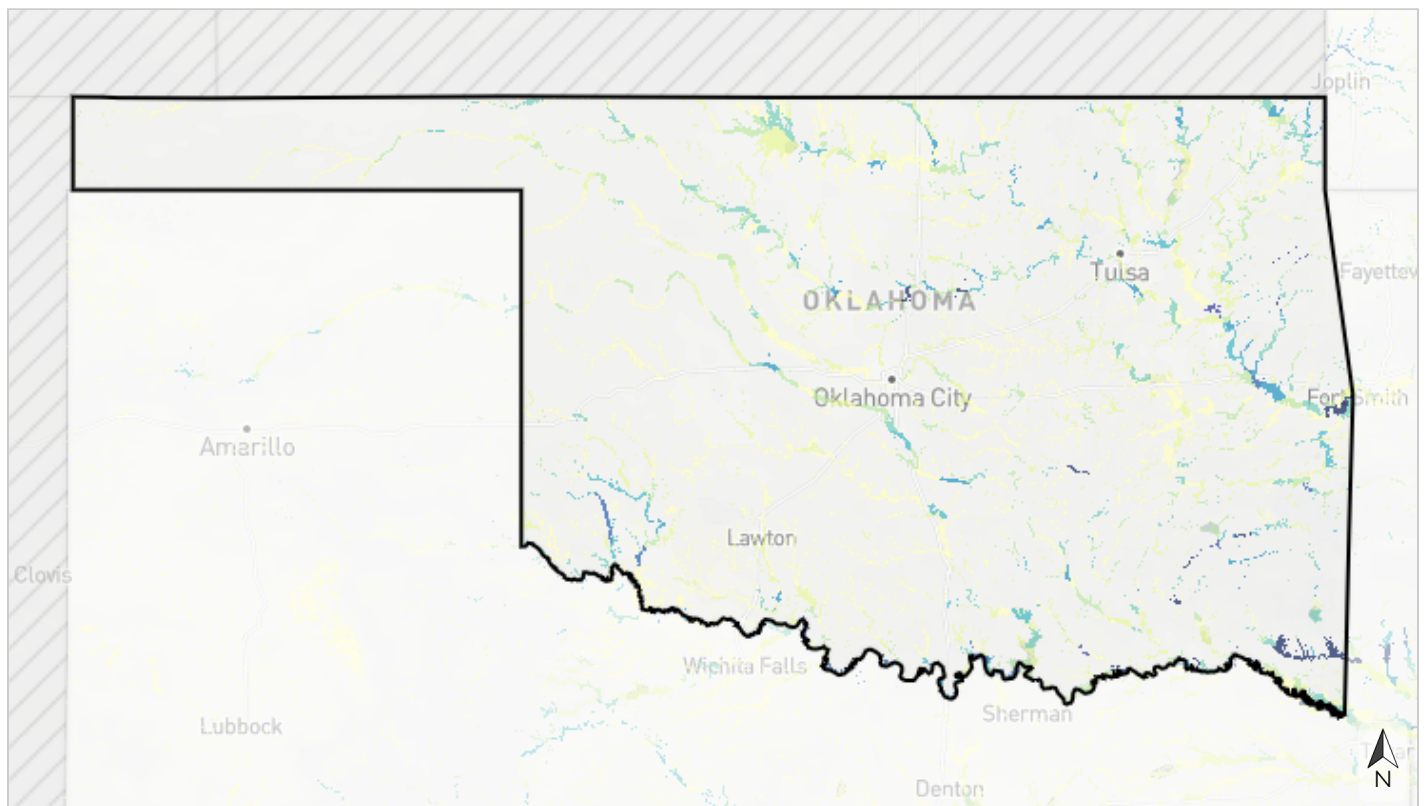 Joplin
Tulsa
Fayettev
OKLAHOMA
Oklahoma City
Fort Smith
Amarillo
Lawton
Clovis
Wichita Falls
Sherman
Lubbock
Denton
N